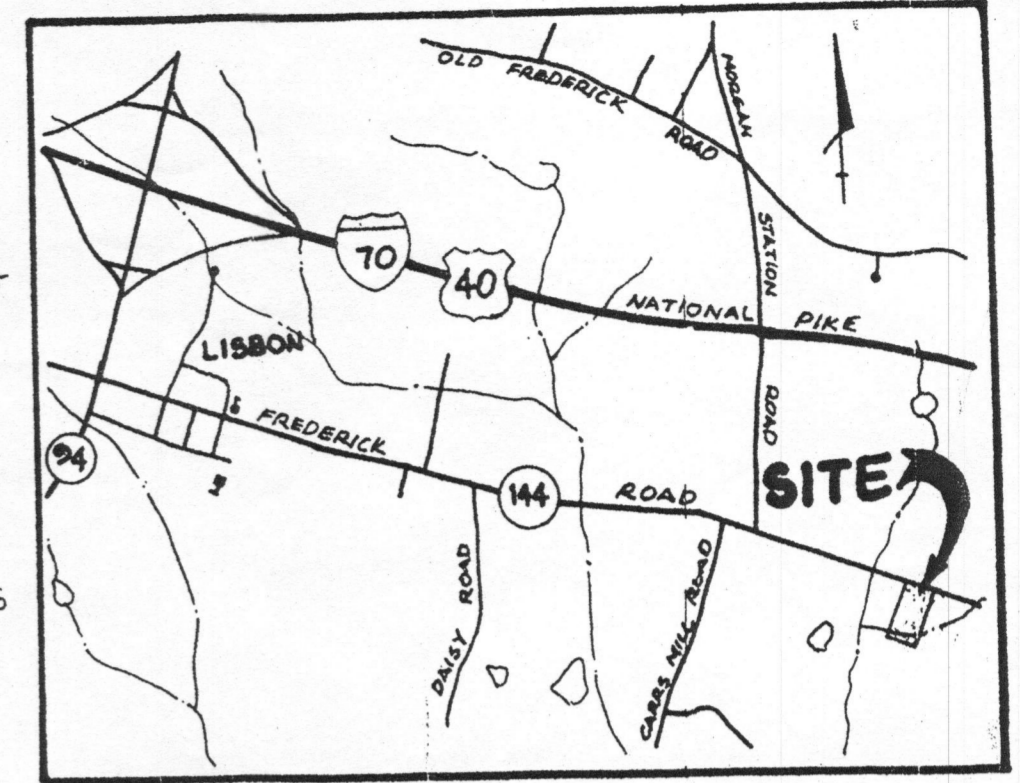 OLD FREDERICK ROAD
MORGAN STATION ROAD
70
40
NATIONAL PIKE
LISBON
FREDERICK ROAD
94
144
SITE
DAISY ROAD
CARRS MILL ROAD